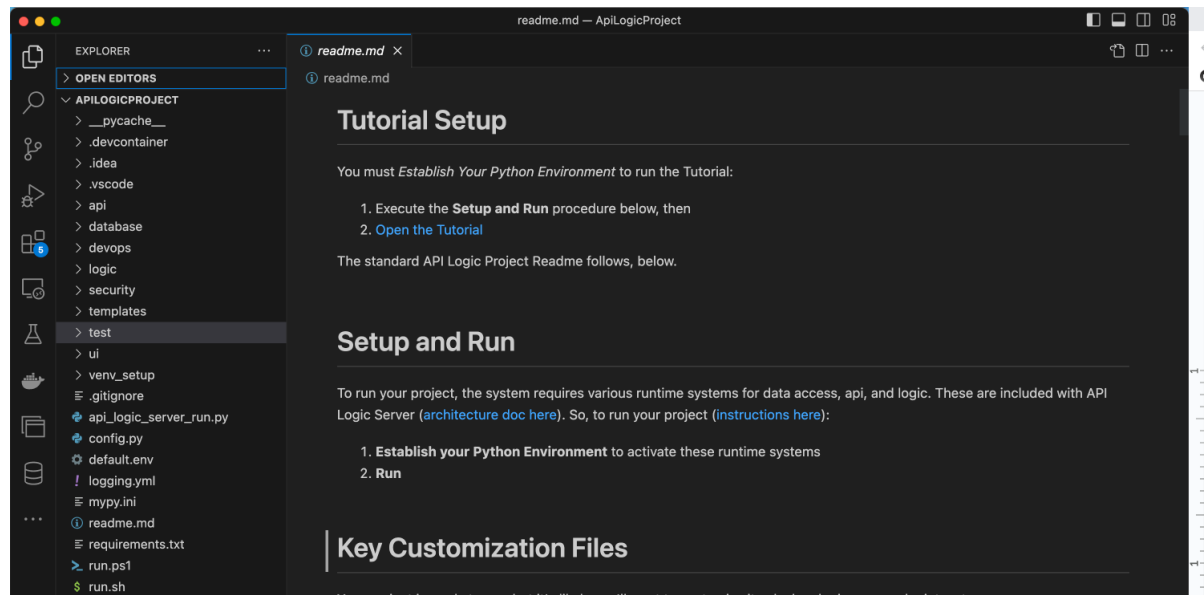 readme.md — ApiLogicProject
EXPLORER
OPEN EDITORS
APILOGICPROJECT
__pycache__
.devcontainer
.idea
.vscode
api
database
devops
logic
security
templates
test
ui
venv_setup
.gitignore
api_logic_server_run.py
config.py
default.env
logging.yml
mypy.ini
readme.md
requirements.txt
run.ps1
run.sh
5
readme.md
readme.md
Tutorial Setup
You must Establish Your Python Environment to run the Tutorial:
1. Execute the Setup and Run procedure below, then
2. Open the Tutorial
The standard API Logic Project Readme follows, below.
Setup and Run
To run your project, the system requires various runtime systems for data access, api, and logic. These are included with API
Logic Server (architecture doc here). So, to run your project (instructions here):
1. Establish your Python Environment to activate these runtime systems
2. Run
Key Customization Files